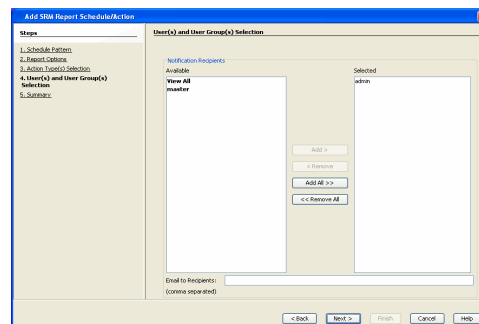 Add SRM Report Schedule/Action
Steps
1. Schedule Pattern
2. Report Options
3. Action Type(s) Selection
4. User(s) and User Group(s)
Selection
5. Summary
User(s) and User Group(s) Selection
Notification Recipients
Available
View All
master
Selected
admin
Add >
< Remove
Add All >>
<< Remove All
Email to Recipients:
(comma separated)
< Back
Next >
Finish
Cancel
Help